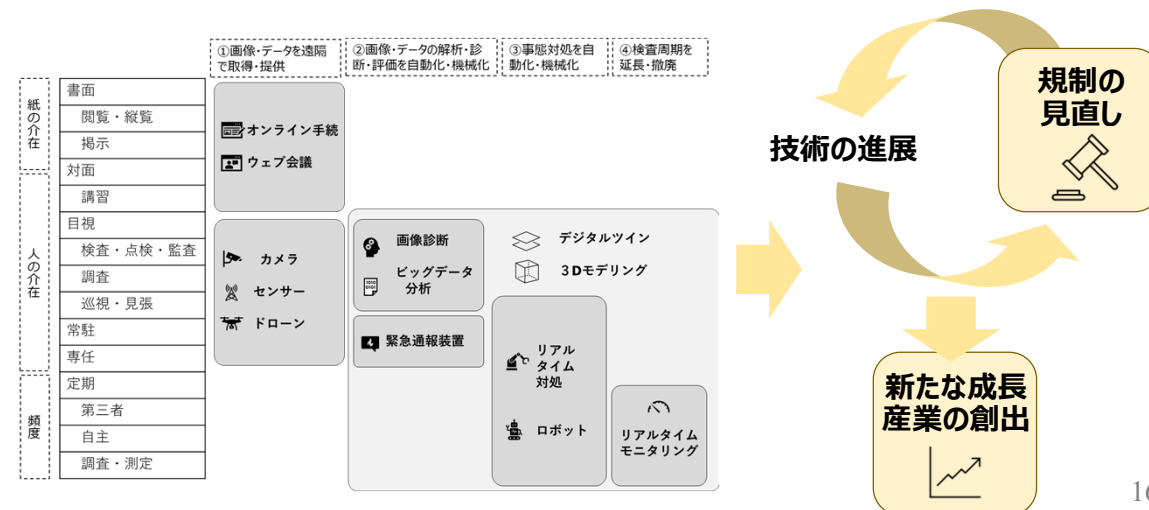 ①画像・データを遠隔
で取得・提供
②画像・データの解析・診
断・評価を自動化・機械化
③事態対処を自
動化・機械化
④検査周期を
延長・撤廃
紙の介在
人の介在
頻度
書面
閲覧・縦覧
掲示
対面
講習
目視
検査・点検・監査
調査
巡視・見張
常駐
専任
定期
第三者
自主
調査・測定
オンライン手続
ウェブ会議
カメラ
センサー
ドローン
画像診断
ビッグデータ
分析
緊急通報装置
デジタルツイン
3Dモデリング
リアル
タイム
対処
ロボット
リアルタイム
モニタリング
技術の進展
規制の
見直し
新たな成長
産業の創出
16